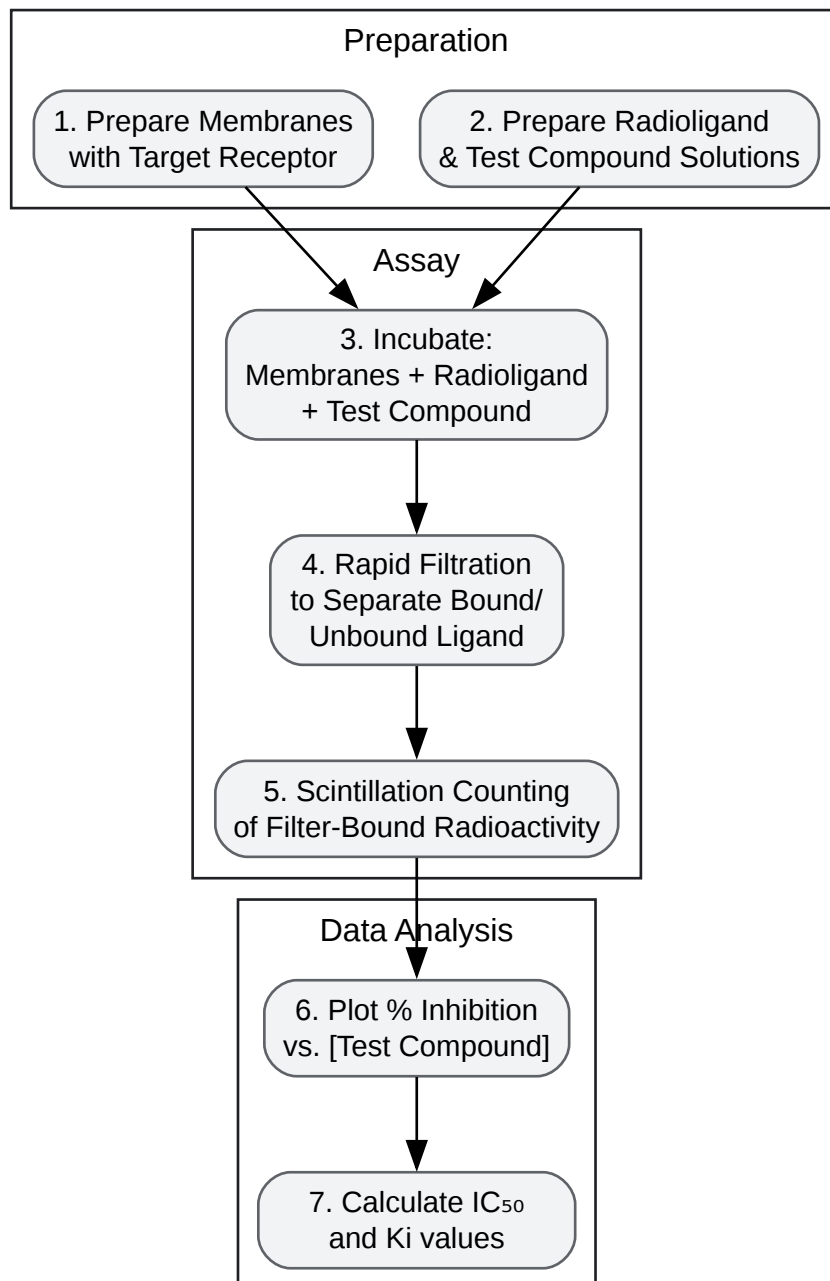 Preparation
1. Prepare Membranes
with Target Receptor
2. Prepare Radioligand
& Test Compound Solutions
Assay
3. Incubate:
Membranes + Radioligand
+ Test Compound
4. Rapid Filtration
to Separate Bound/
Unbound Ligand
5. Scintillation Counting
of Filter-Bound Radioactivity
Data Analysis
6. Plot % Inhibition
vs. [Test Compound]
7. Calculate IC₅₀
and Ki values